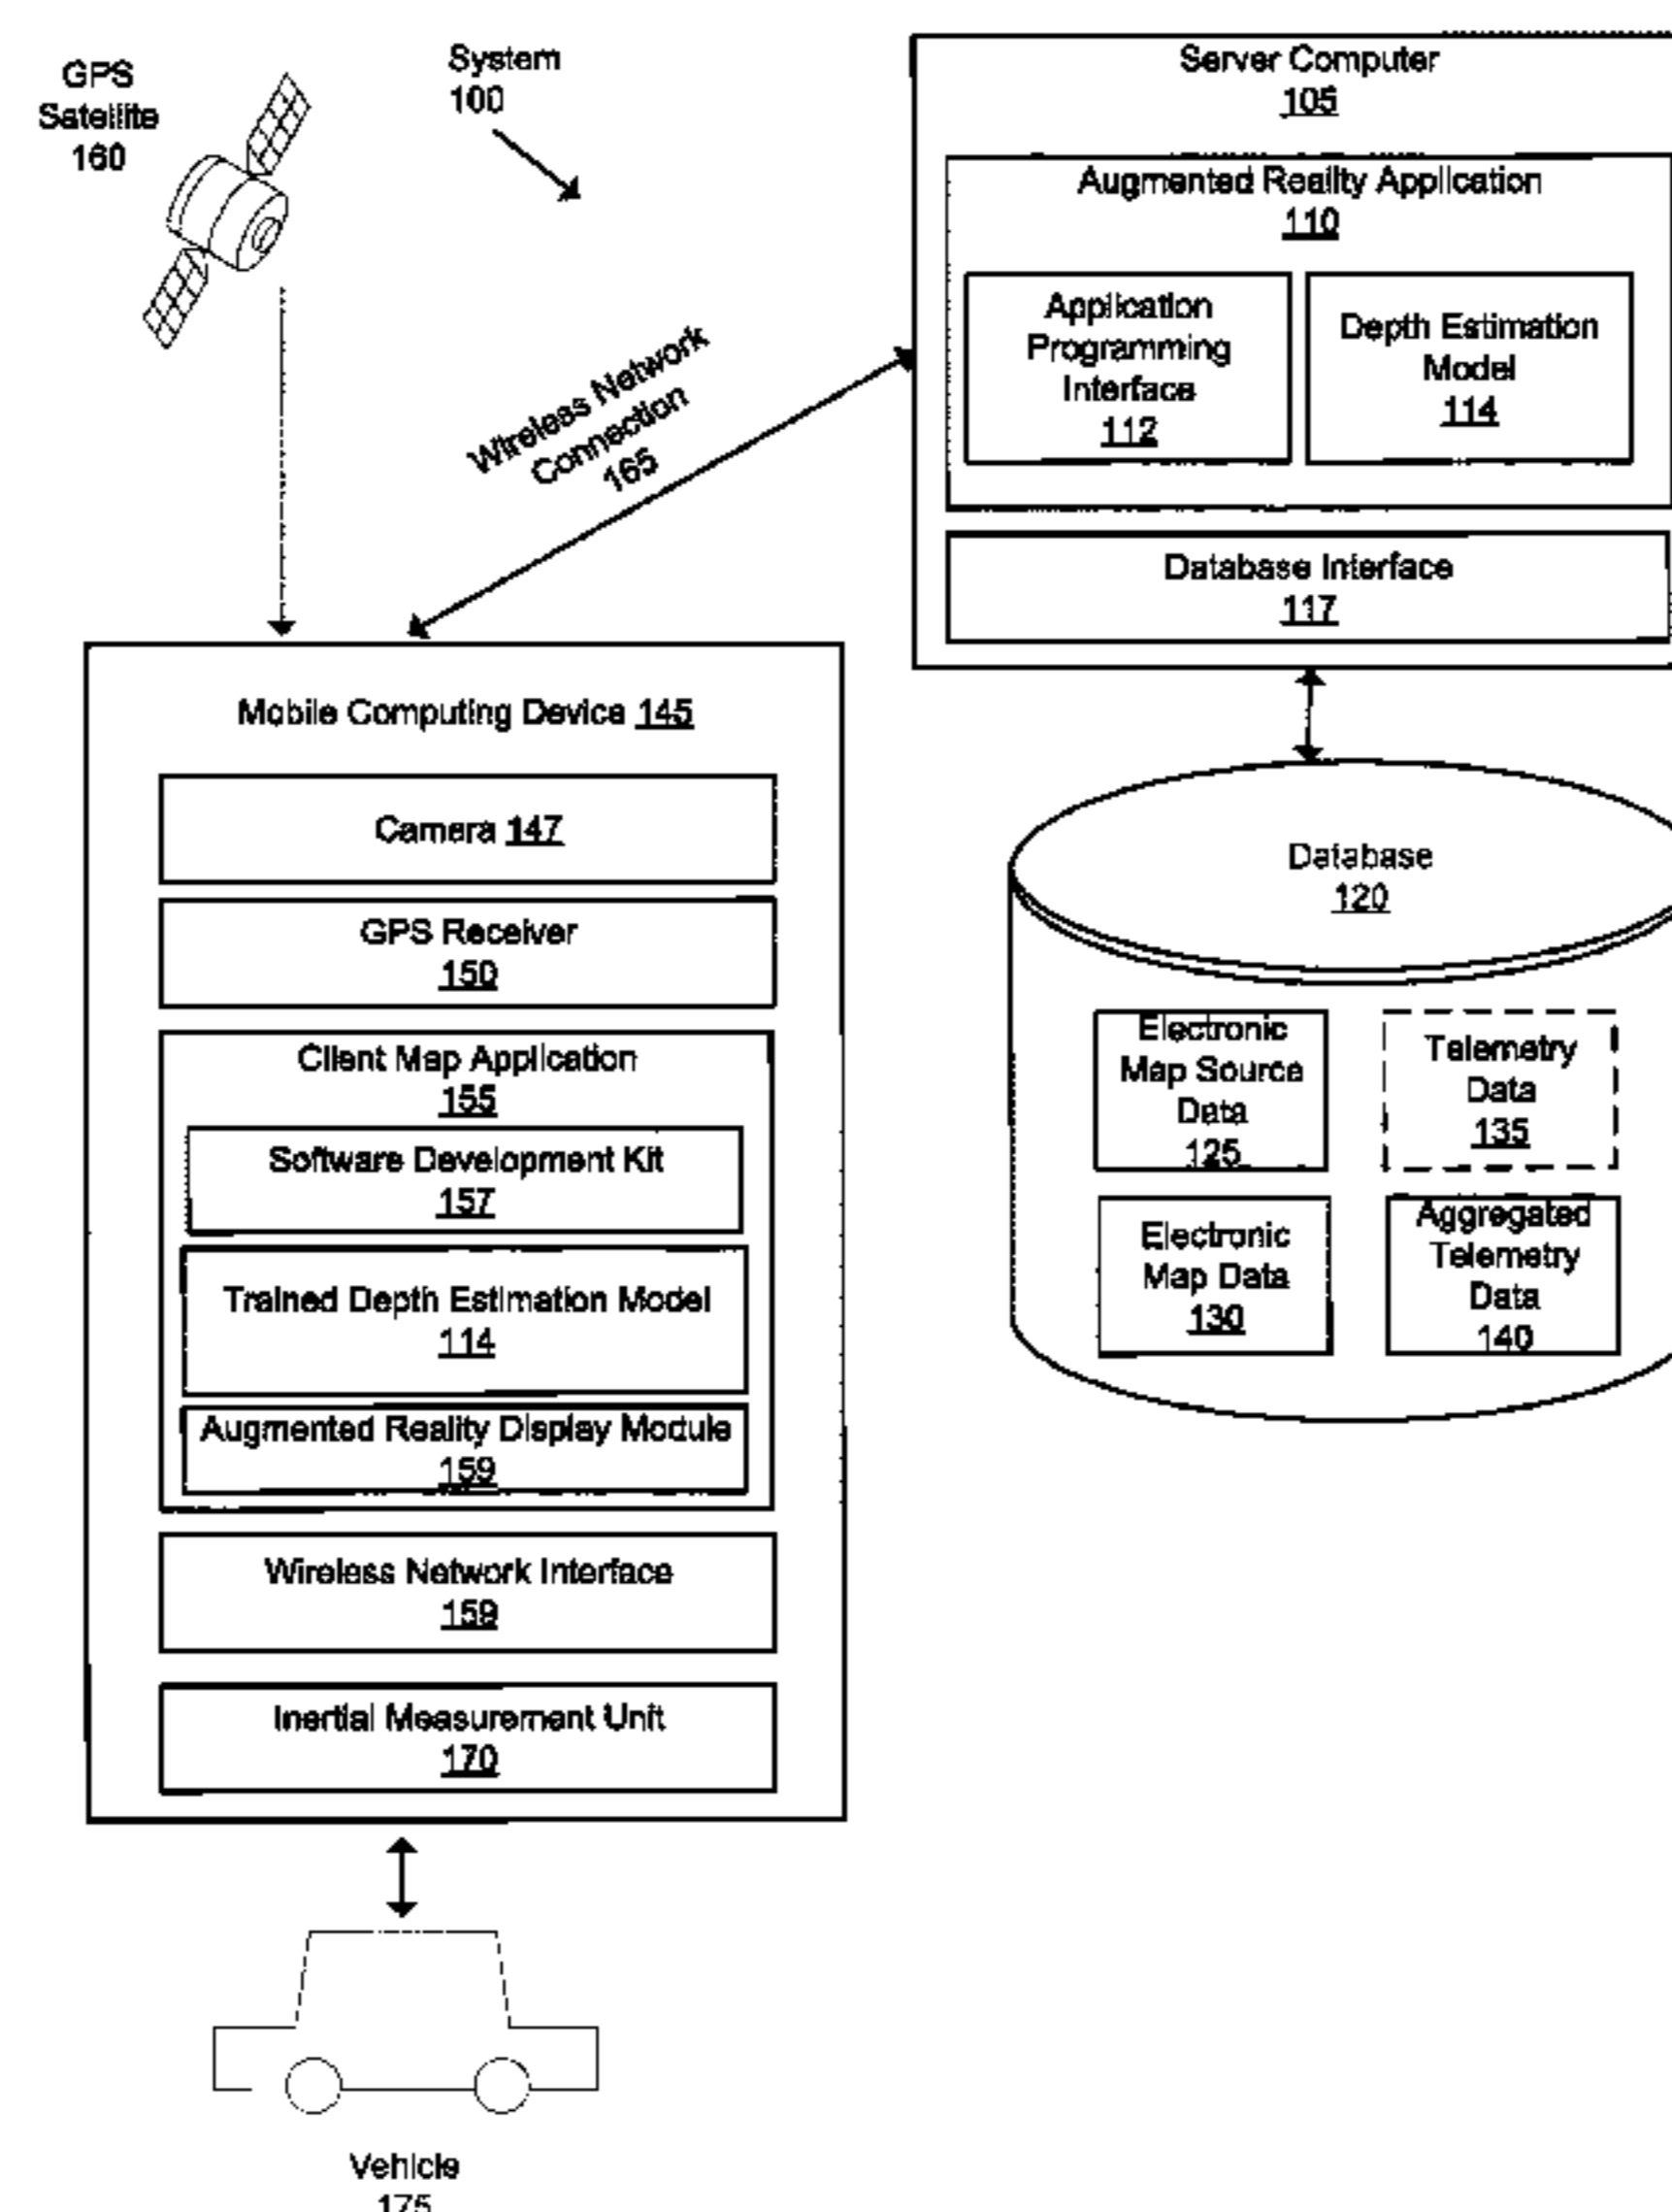 GPS
Satellite
160
System
100
Server Computer
105
Augmented Reality Application
110
Application
Programming
Interface
112
Depth Estimation
Model
114
Database Interface
117
Wireless Network
Connection
165
Mobile Computing Device 145
Camera 147
GPS Receiver
150
Client Map Application
155
Software Development Kit
157
Trained Depth Estimation Model
114
Augmented Reality Display Module
159
Wireless Network Interface
159
Inertial Measurement Unit
170
Database
120
Electronic
Map Source
Data
125
Telemetry
Data
135
Electronic
Map Data
130
Aggregated
Telemetry
Data
140
Vehicle
175